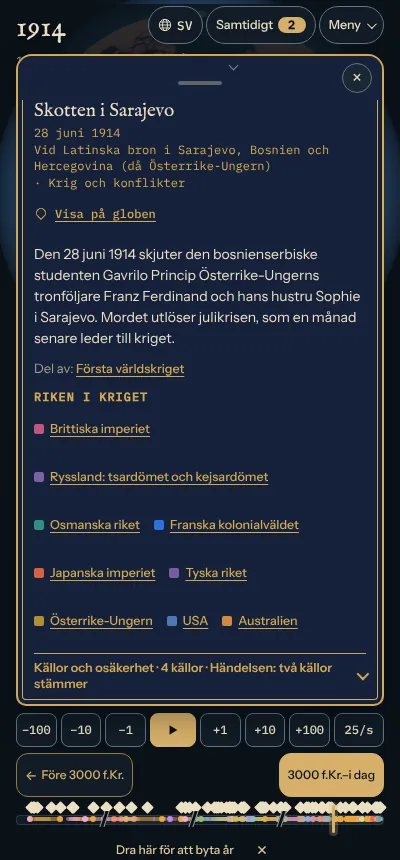 1914
SV
Samtidigt 2
Meny
Skotten i Sarajevo
28 juni 1914
Vid Latinska bron i Sarajevo, Bosnien och
Hercegovina (då Österrike-Ungern)
· Krig och konflikter
Visa på globen
Den 28 juni 1914 skjuter den bosnienserbiske
studenten Gavrilo Princip Österrike-Ungerns
tronföljare Franz Ferdinand och hans hustru Sophie
i Sarajevo. Mordet utlöser julikrisen, som en månad
senare leder till kriget.
Del av: Första världskriget
RIKEN I KRIGET
Brittiska imperiet
Ryssland: tsardömet och kejsardömet
Osmanska riket Franska kolonialväldet
Japanska imperiet Tyska riket
Österrike-Ungern USA Australien
Källor och osäkerhet · 4 källor · Händelsen: två källor
stämmer
−100 −10 −1 +1 +10 +100 25/s
← Före 3000 f.Kr. 3000 f.Kr.–i dag
Dra här för att byta år ×